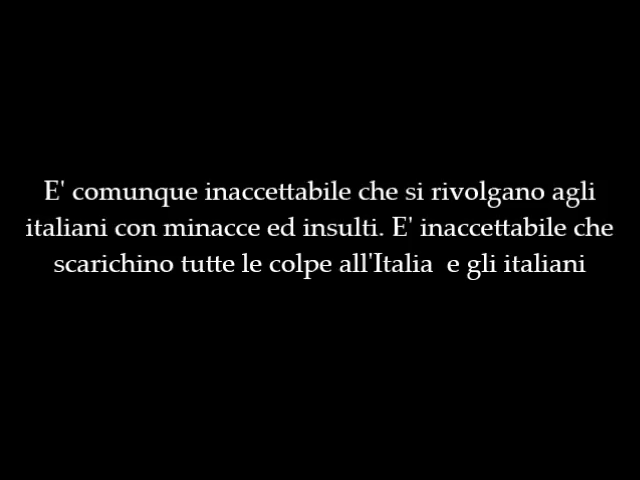 E' comunque inaccettabile che si rivolgano agli
italiani con minacce ed insulti. E' inaccettabile che
scarichino tutte le colpe all'Italia  e gli italiani